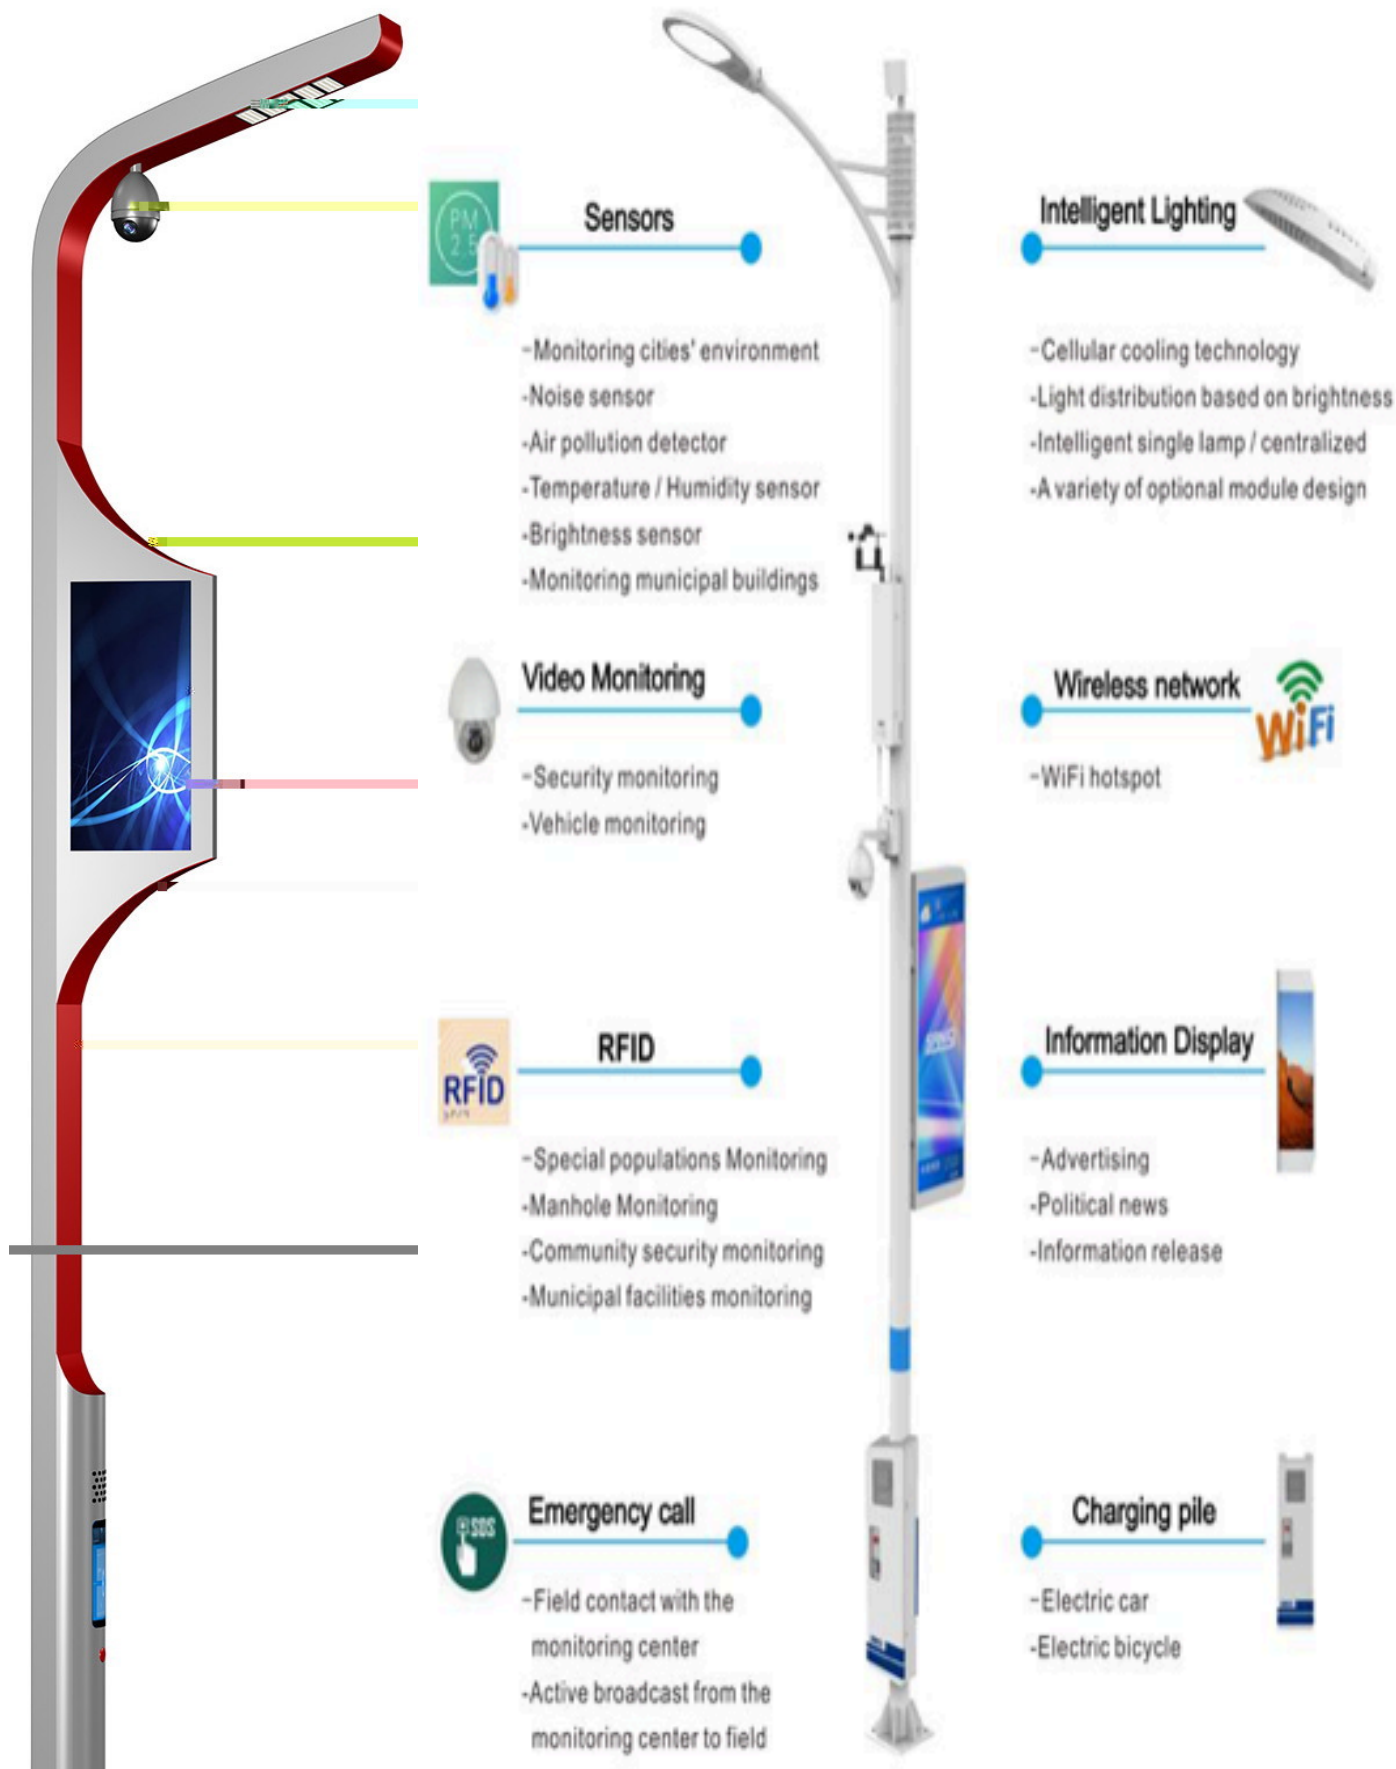 PM
2.5
Sensors
-Monitoring cities' environment
-Noise sensor
-Air pollution detector
-Temperature / Humidity sensor
-Brightness sensor
-Monitoring municipal buildings
Video Monitoring
-Security monitoring
-Vehicle monitoring
RFID
RFID
-Special populations Monitoring
-Manhole Monitoring
-Community security monitoring
-Municipal facilities monitoring
SOS
Emergency call
-Field contact with the
monitoring center
-Active broadcast from the
monitoring center to field
Intelligent Lighting
-Cellular cooling technology
-Light distribution based on brightness
-Intelligent single lamp / centralized
-A variety of optional module design
Wireless network
WiFi
-WiFi hotspot
Information Display
-Advertising
-Political news
-Information release
Charging pile
-Electric car
-Electric bicycle